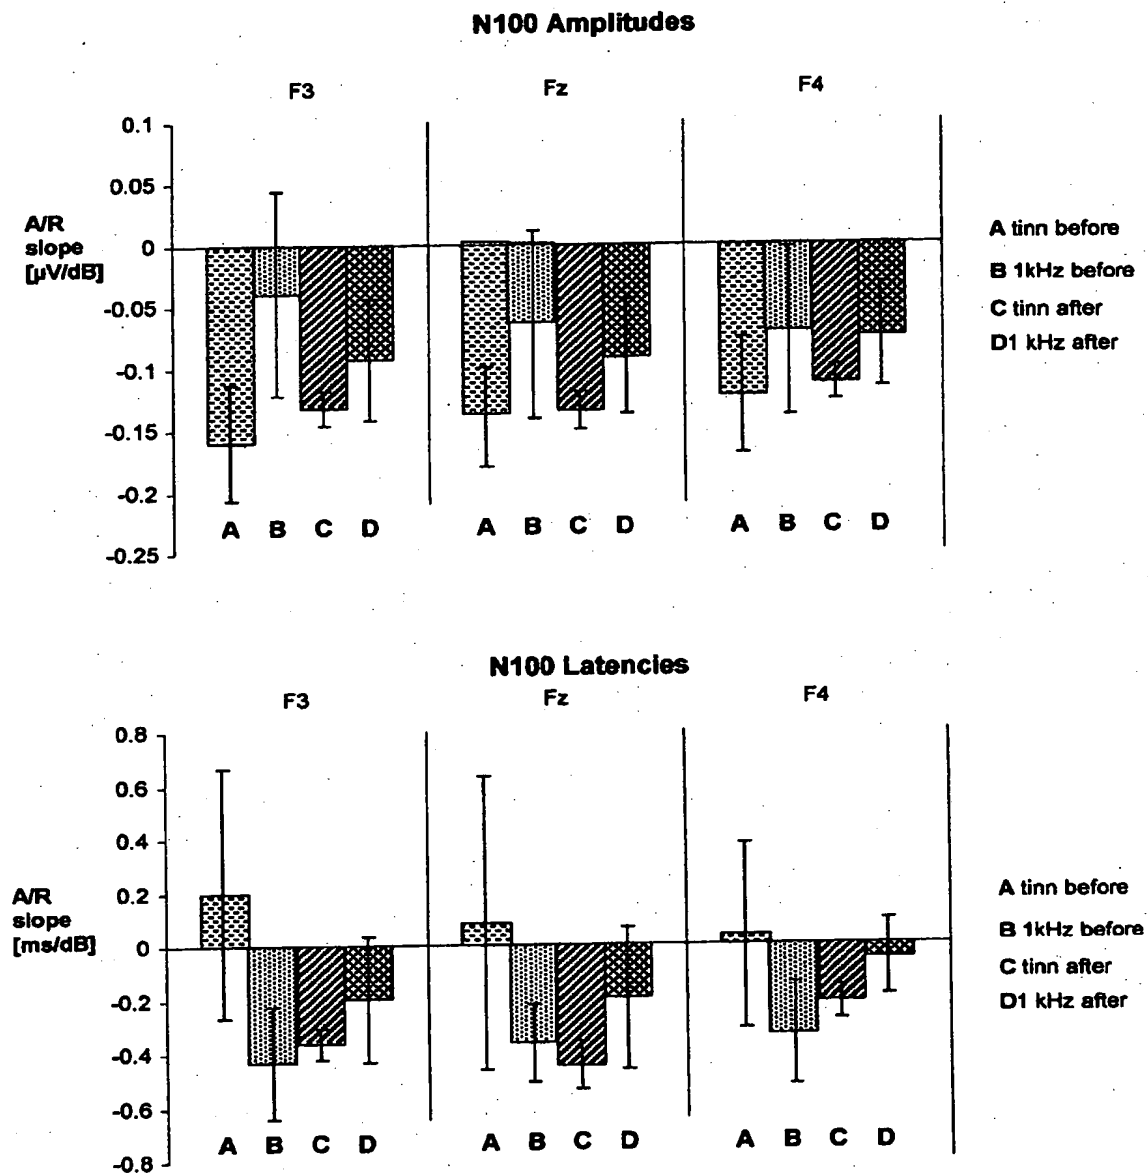 N100 Amplitudes
F3 Fz F4
0.1
0.05
0
-0.05
-0.1
-0.15
-0.2
-0.25
A/R
slope
[µV/dB]
A B C D A B C D A B C D
A tinn before
B 1kHz before
C tinn after
D1 kHz after
N100 Latencies
F3 Fz F4
0.8
0.6
0.4
0.2
0
-0.2
-0.4
-0.6
-0.8
A/R
slope
[ms/dB]
A B C D A B C D A B C D
A tinn before
B 1kHz before
C tinn after
D1 kHz after